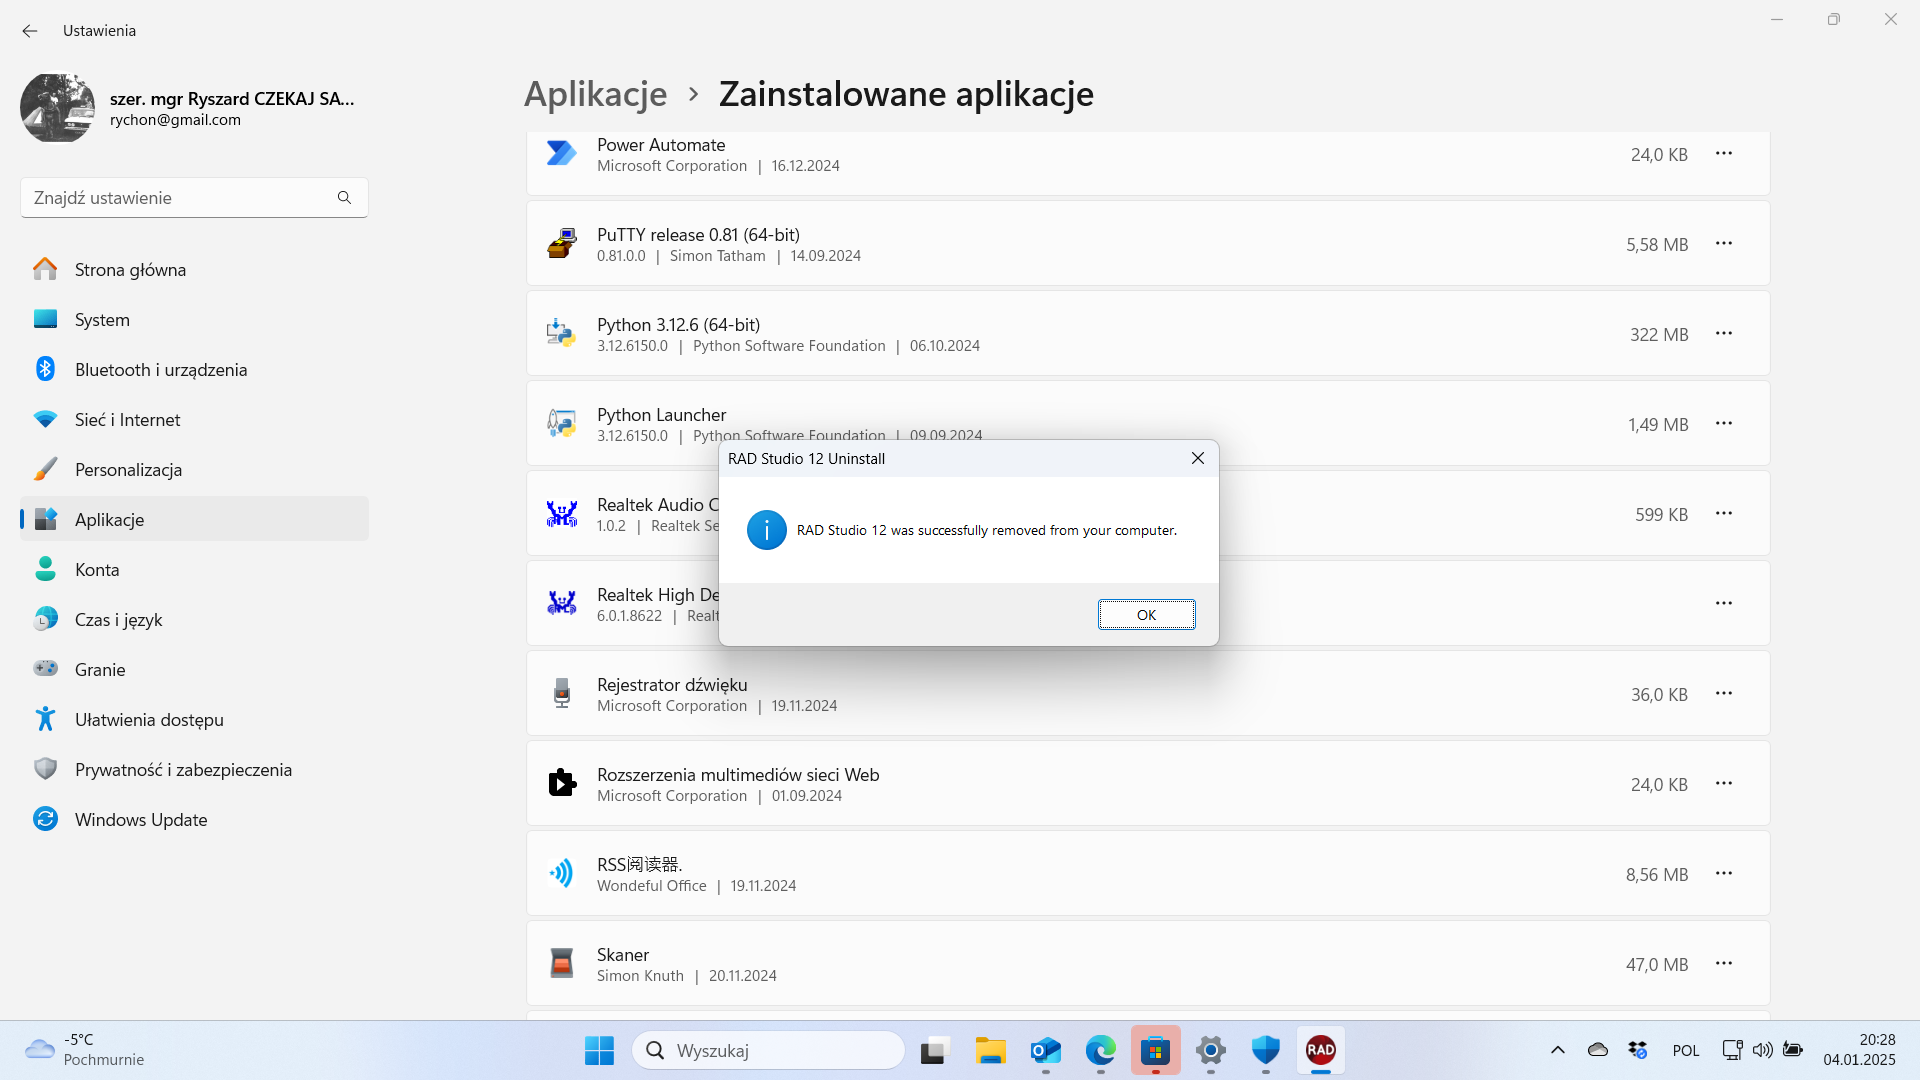 Ustawienia
szer. mgr Ryszard CZEKAJ SA...
rychon@gmail.com
Znajdź ustawienie
Strona główna
System
Bluetooth i urządzenia
Sieć i Internet
Personalizacja
Aplikacje
Konta
Czas i język
Granie
Ułatwienia dostępu
Prywatność i zabezpieczenia
Windows Update
Aplikacje > Zainstalowane aplikacje
Power Automate
Microsoft Corporation | 16.12.2024
24,0 KB
PuTTY release 0.81 (64-bit)
0.81.0.0 | Simon Tatham | 14.09.2024
5,58 MB
Python 3.12.6 (64-bit)
3.12.6150.0 | Python Software Foundation | 06.10.2024
322 MB
Python Launcher
3.12.6150.0 | Python Software Foundation | 09.09.2024
1,49 MB
Realtek Audio C
1.0.2 | Realtek Se
599 KB
Realtek High De
6.0.1.8622 | Realt
RAD Studio 12 Uninstall
RAD Studio 12 was successfully removed from your computer.
OK
Rejestrator dźwięku
Microsoft Corporation | 19.11.2024
36,0 KB
Rozszerzenia multimediów sieci Web
Microsoft Corporation | 01.09.2024
24,0 KB
RSS阅读器.
Wondeful Office | 19.11.2024
8,56 MB
Skaner
Simon Knuth | 20.11.2024
47,0 MB
-5°C
Pochmurnie
Wyszukaj
RAD
POL
20:28
04.01.2025